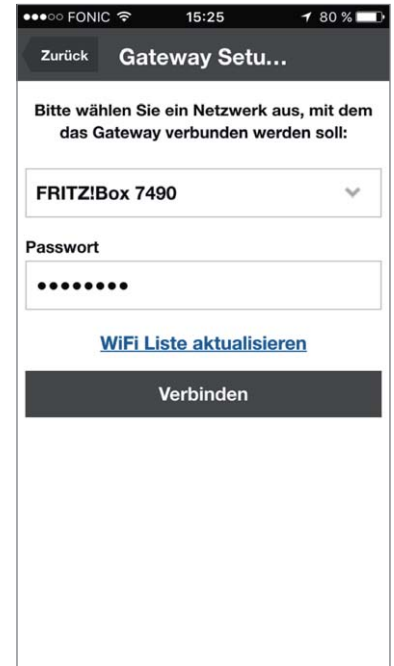 FONIC 15:25 80 %
Zurück Gateway Setu...
Bitte wählen Sie ein Netzwerk aus, mit dem
das Gateway verbunden werden soll:
FRITZ!Box 7490
Passwort
••••••••
WiFi Liste aktualisieren
Verbinden